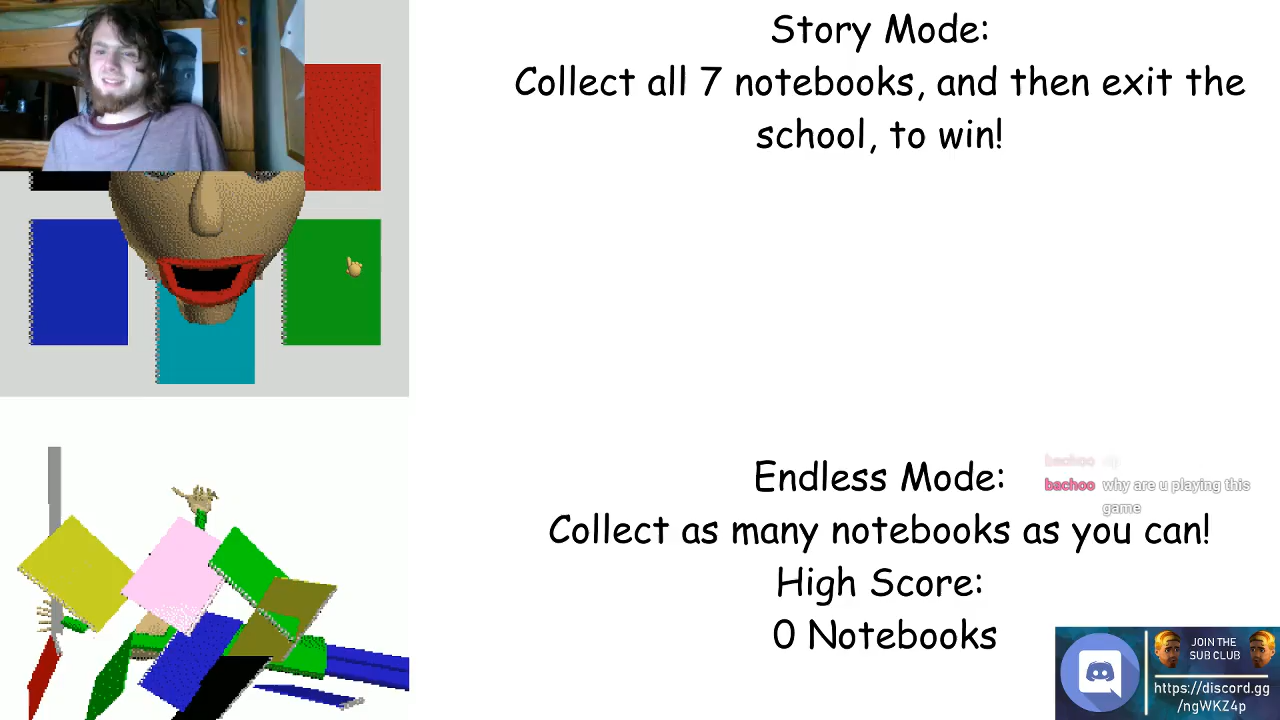 Story Mode:
Collect all 7 notebooks, and then exit the
school, to win!
Endless Mode:
bachoo
bachoo why are u playing this
game
Collect as many notebooks as you can!
High Score:
0 Notebooks
JOIN THE
SUB CLUB
https://discord.gg
/ngWKZ4p